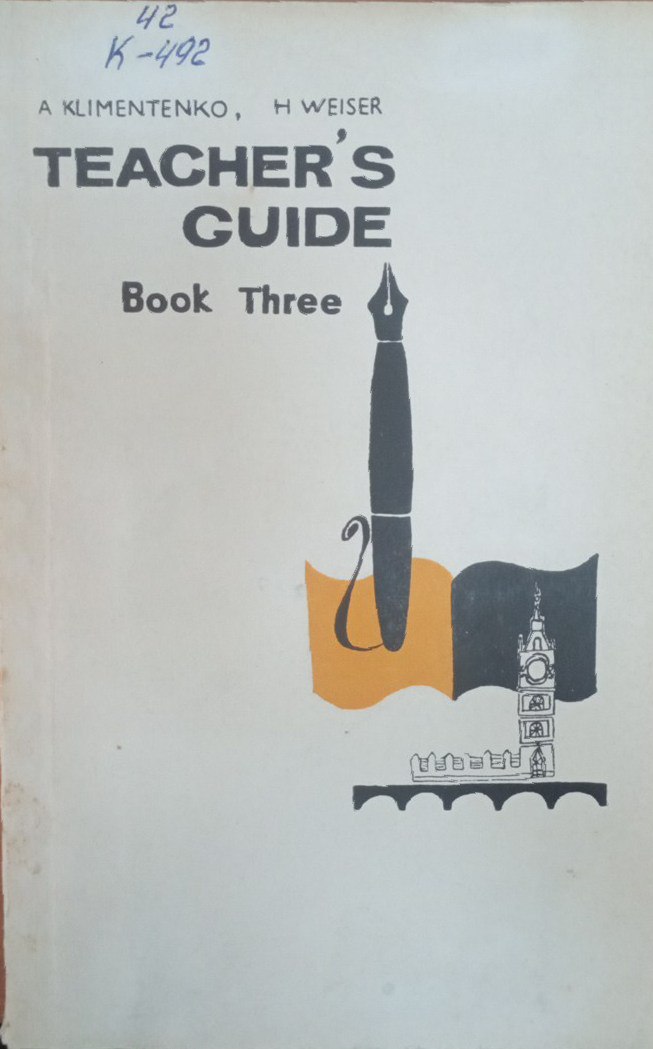 42
К-492
A KLIMENTENKO, H WEISER
TEACHER'S
GUIDE
Book Three